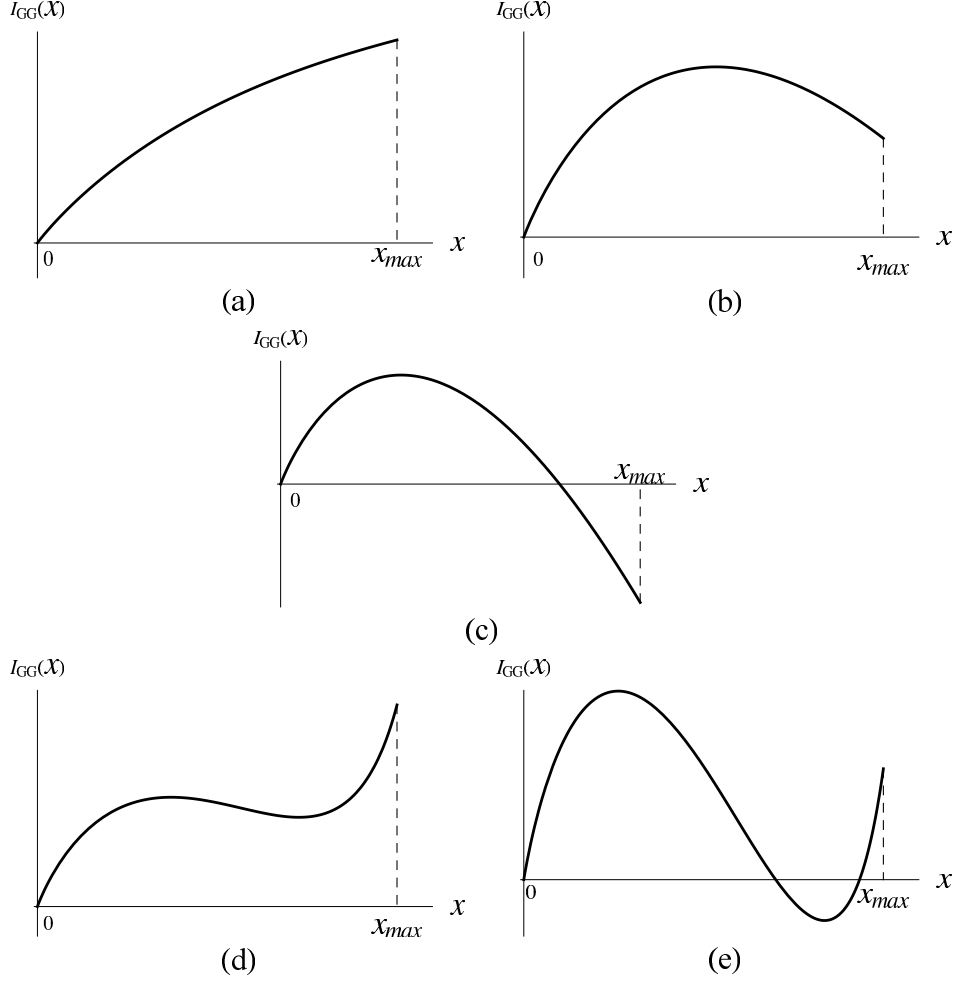 I_GG(x)
I_GG(x)
0
x_max
x
0
x_max
x
(a)
(b)
I_GG(x)
x_max
x
0
(c)
I_GG(x)
I_GG(x)
0
x_max
x
0
x_max
x
(d)
(e)